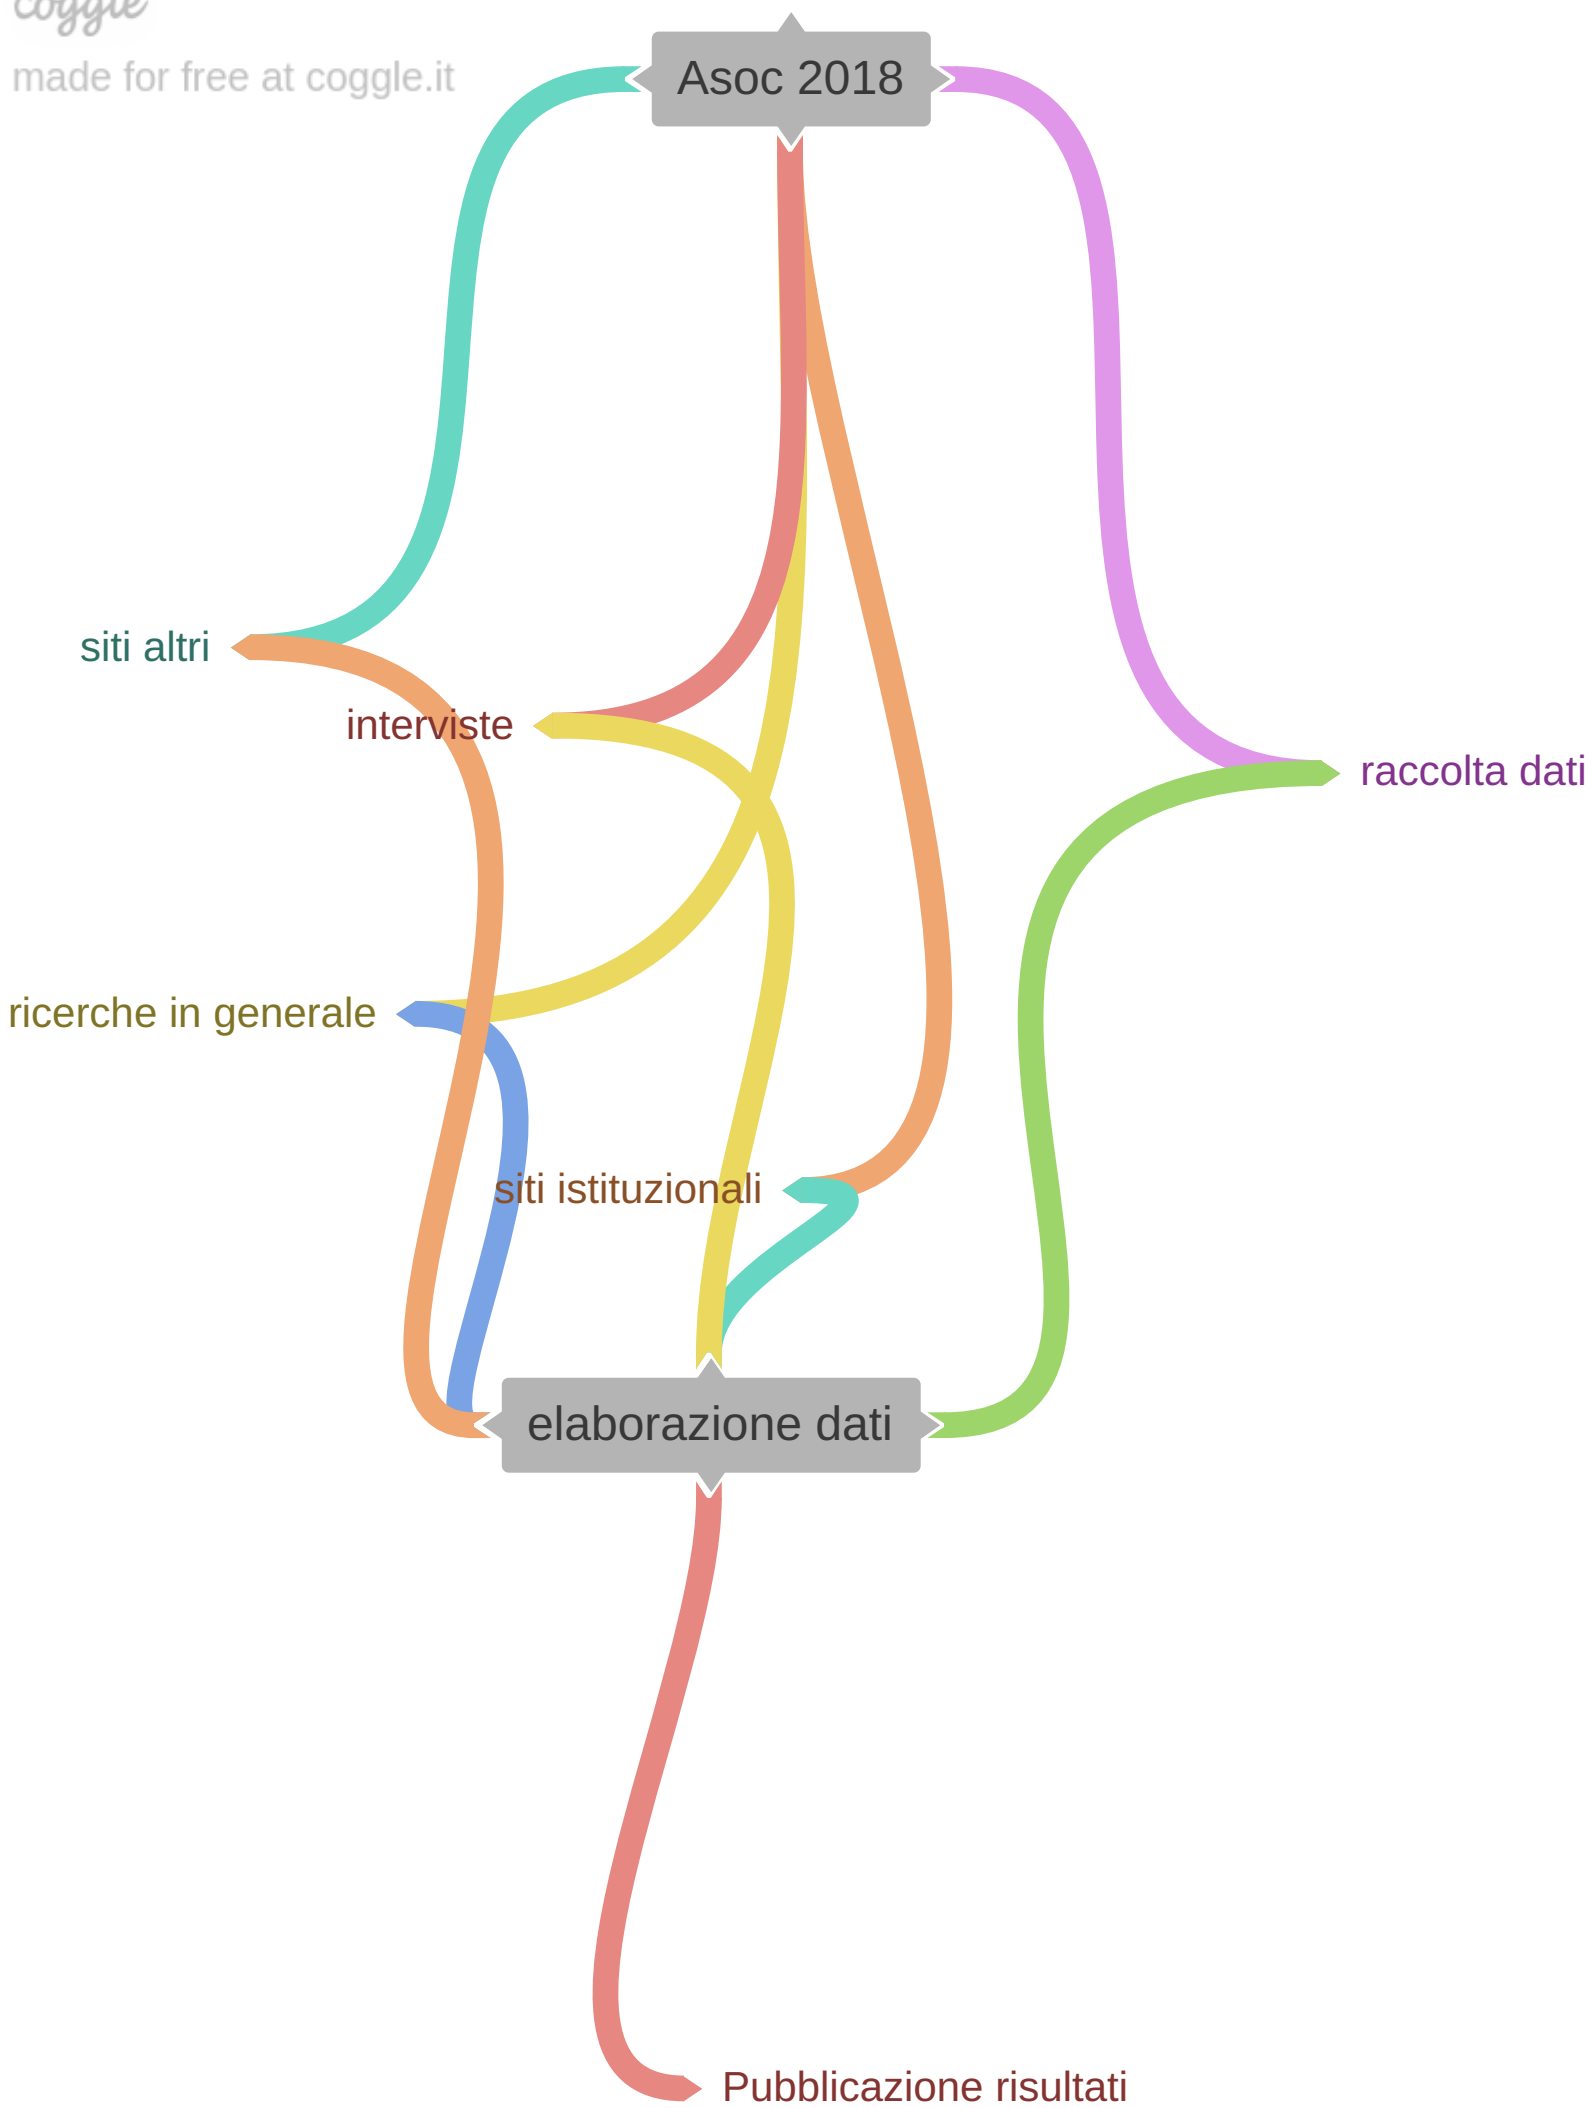 coggle
made for free at coggle.it
Asoc 2018
siti altri
interviste
raccolta dati
ricerche in generale
siti istituzionali
elaborazione dati
Pubblicazione risultati